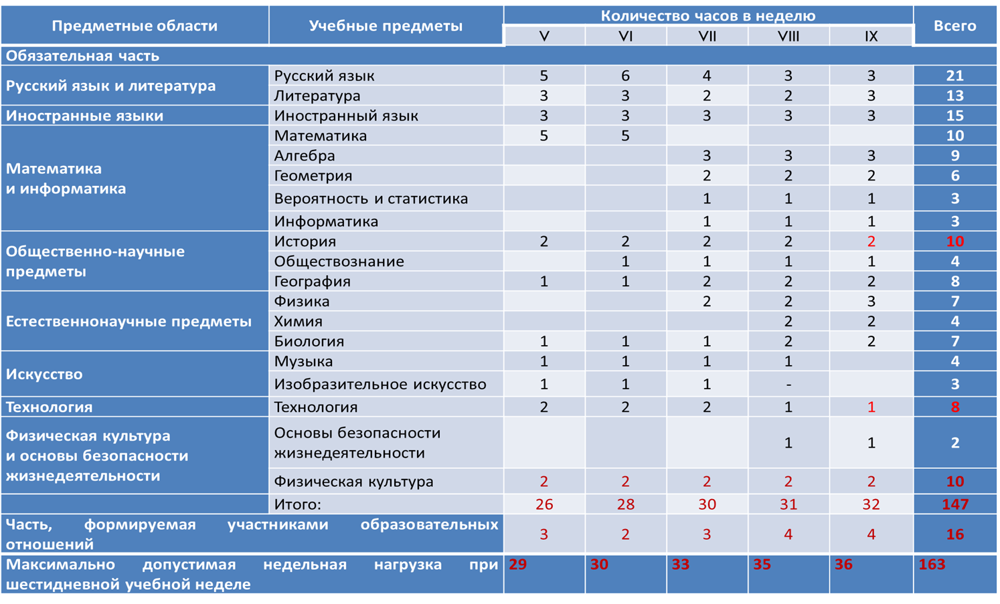 Предметные области Учебные предметы Количество часов в неделю Всего
V VI VII VIII IX
Обязательная часть
Русский язык и литература Русский язык 5 6 4 3 3 21
Литература 3 3 2 2 3 13
Иностранные языки Иностранный язык 3 3 3 3 3 15
Математика
и информатика
Математика 5 5 10
Алгебра 3 3 3 9
Геометрия 2 2 2 6
Вероятность и статистика 1 1 1 3
Информатика 1 1 1 3
Общественно-научные
предметы
История 2 2 2 2 2 10
Обществознание 1 1 1 1 4
География 1 1 2 2 2 8
Естественнонаучные предметы Физика 2 2 3 7
Химия 2 2 4
Биология 1 1 1 2 2 7
Искусство Музыка 1 1 1 1 4
Изобразительное искусство 1 1 1 - 3
Технология Технология 2 2 2 1 1 8
Физическая культура
и основы безопасности
жизнедеятельности
Основы безопасности
жизнедеятельности 1 1 2
Физическая культура 2 2 2 2 2 10
Итого: 26 28 30 31 32 147
Часть, формируемая участниками образовательных
отношений 3 2 3 4 4 16
Максимально допустимая недельная нагрузка при
шестидневной учебной неделе 29 30 33 35 36 163